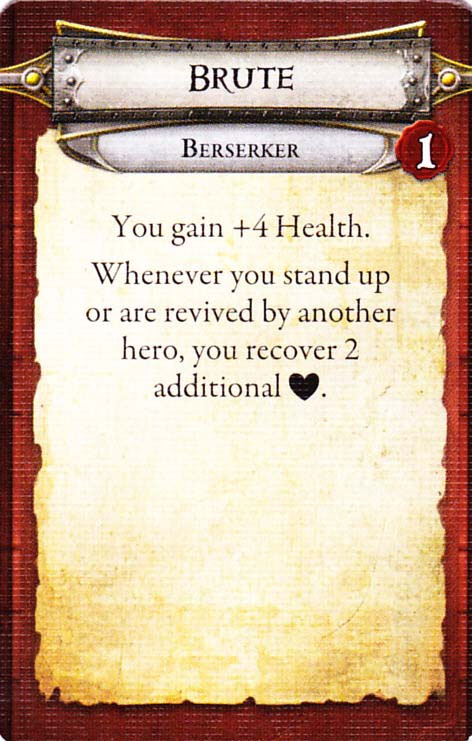 BRUTE
BERSERKER
1
You gain +4 Health.
Whenever you stand up
or are revived by another
hero, you recover 2
additional ♥.